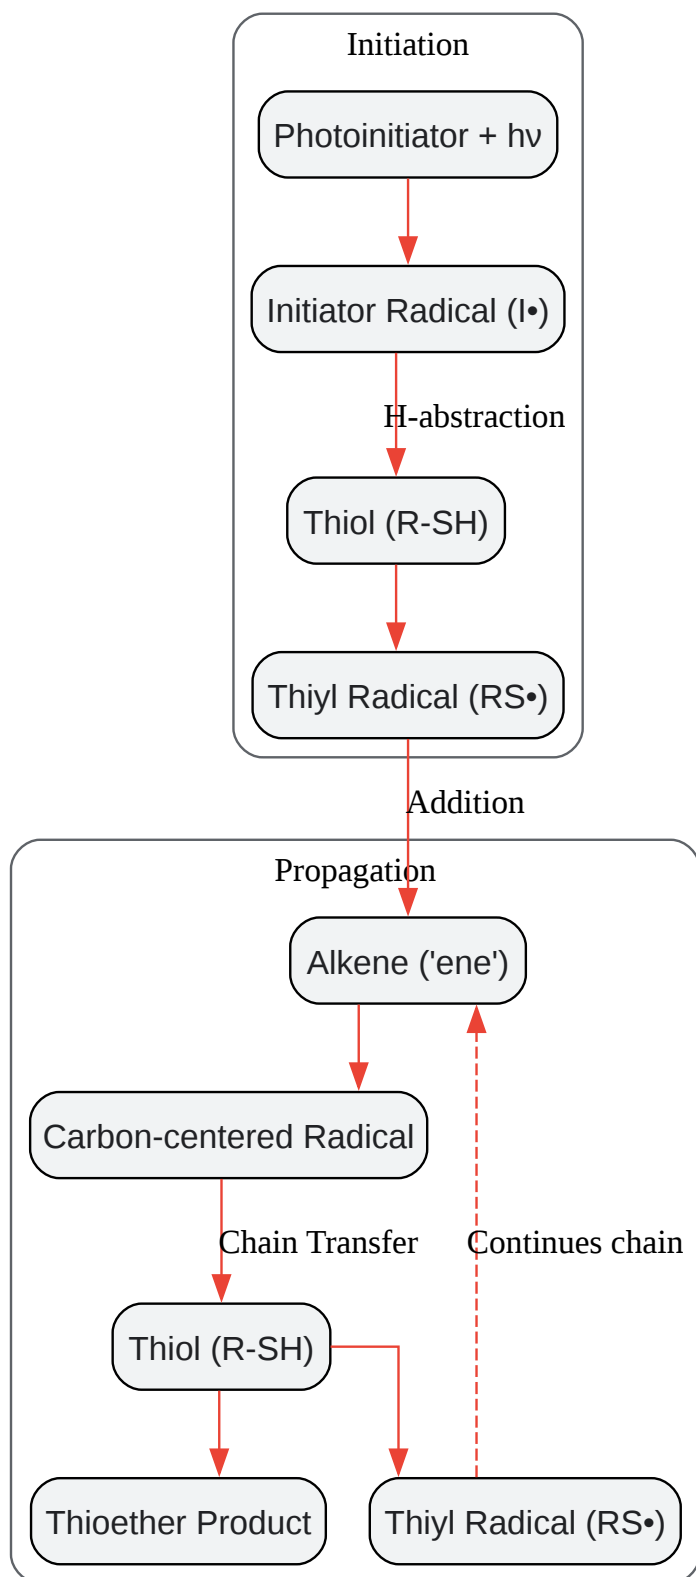 Initiation
Photoinitiator + hν
Initiator Radical (I•)
H-abstraction
Thiol (R-SH)
Thiyl Radical (RS•)
Addition
Propagation
Alkene ('ene')
Carbon-centered Radical
Chain Transfer
Continues chain
Thiol (R-SH)
Thioether Product
Thiyl Radical (RS•)